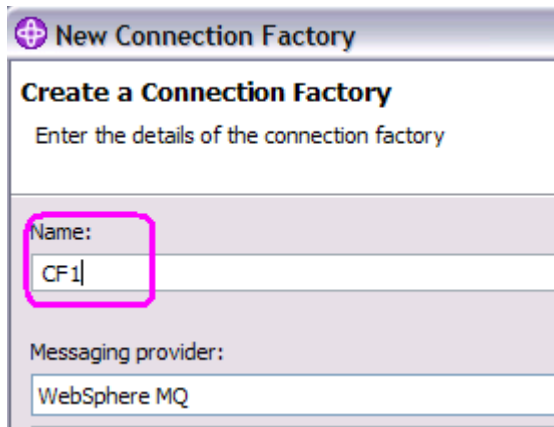 New Connection Factory
Create a Connection Factory
Enter the details of the connection factory
Name:
CF1
Messaging provider:
WebSphere MQ